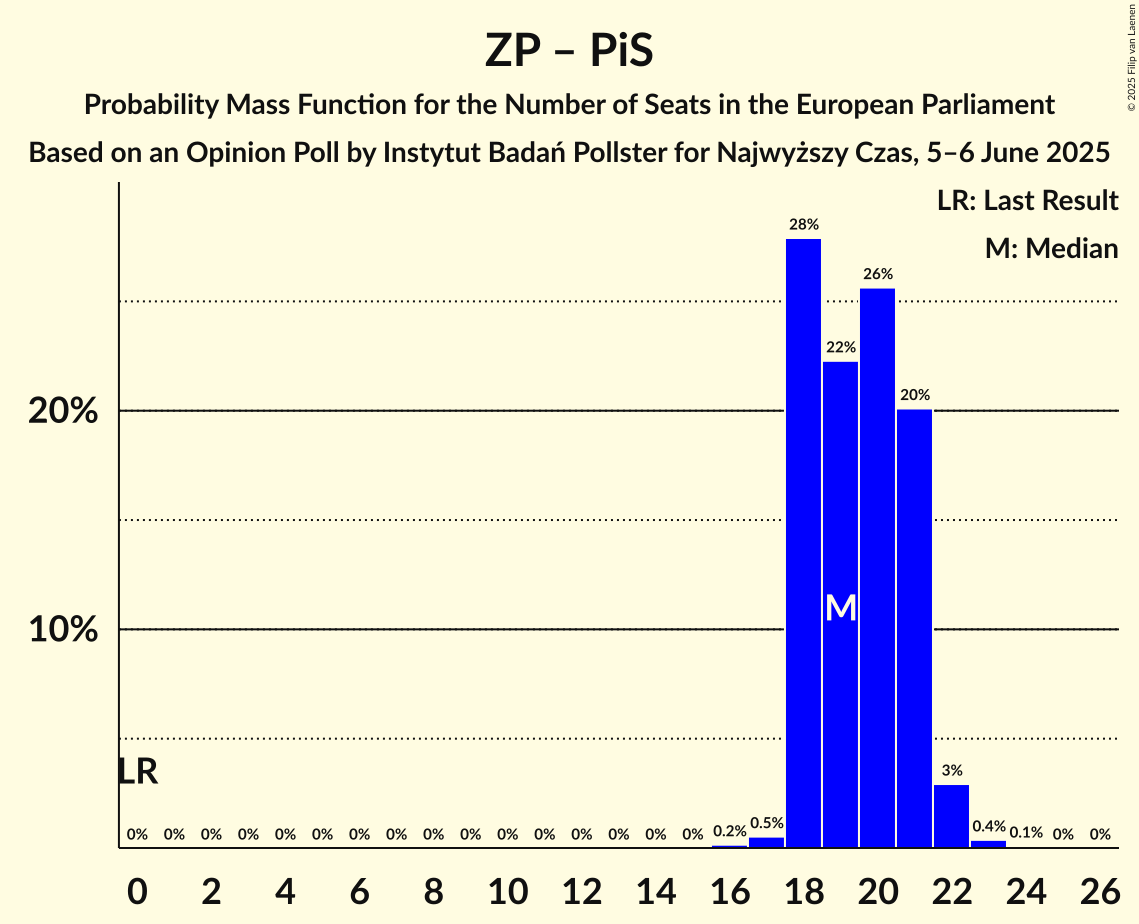 ZP – PiS
Probability Mass Function for the Number of Seats in the European Parliament
Based on an Opinion Poll by Instytut Badań Pollster for Najwyższy Czas, 5–6 June 2025
© 2025 Filip van Laenen
LR: Last Result
M: Median
28%
26%
22%
20%
20%
M
10%
LR
3%
0% 0% 0% 0% 0% 0% 0% 0% 0% 0% 0% 0% 0% 0% 0% 0% 0.2% 0.5% 0.4% 0.1% 0% 0%
0 2 4 6 8 10 12 14 16 18 20 22 24 26